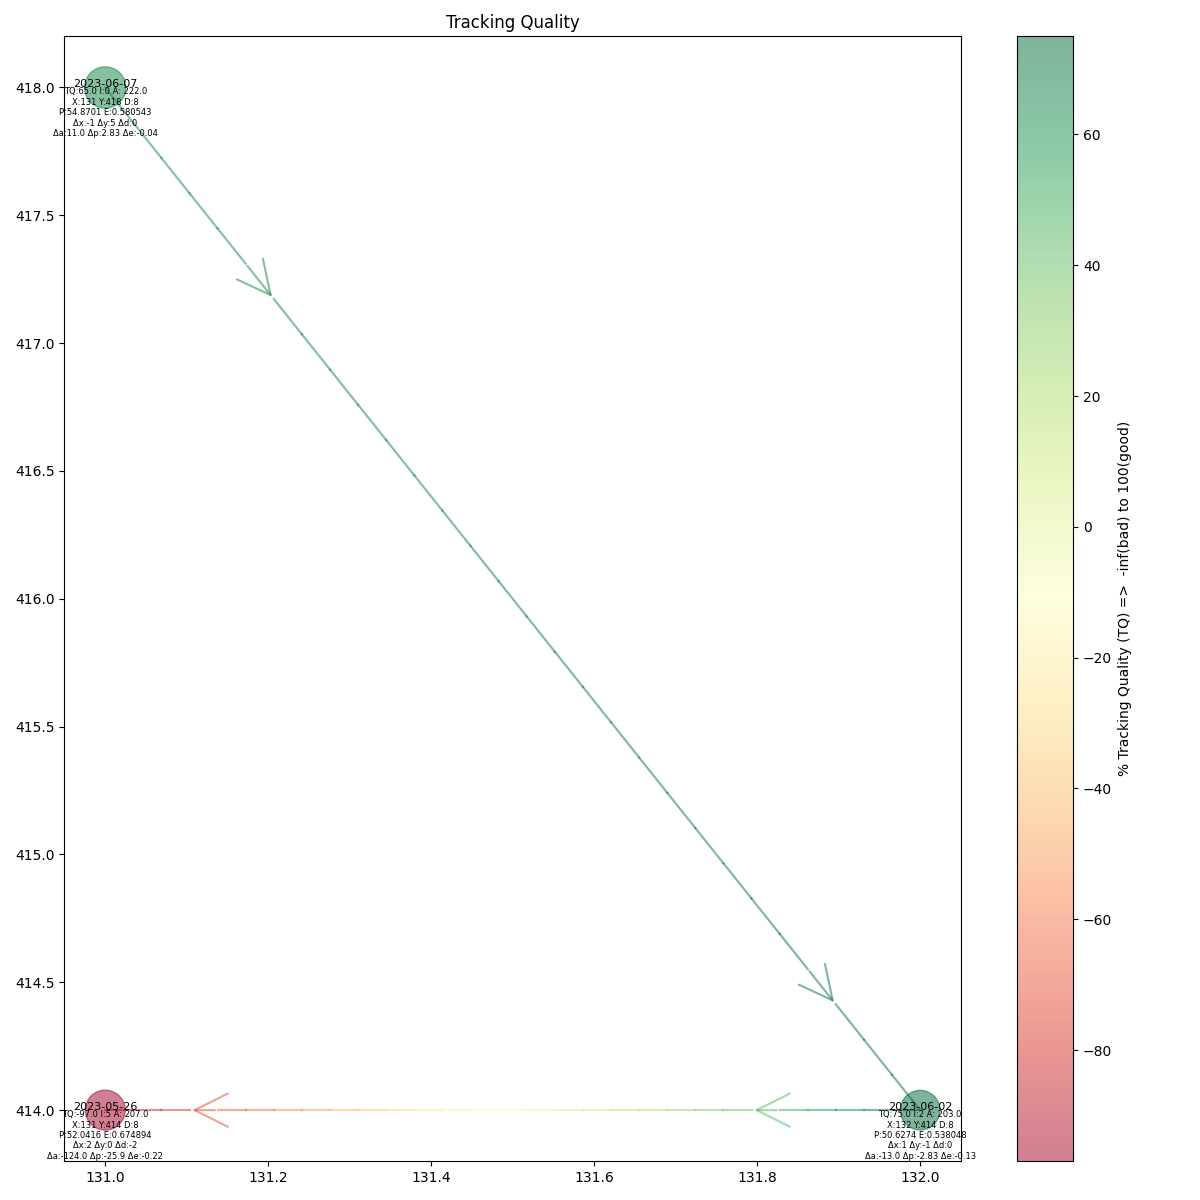 Tracking Quality
418.0
417.5
417.0
416.5
416.0
415.5
415.0
414.5
414.0
131.0
131.2
131.4
131.6
131.8
132.0
2023-06-07
TQ:65.0 I:0 A: 222.0
X:131 Y:418 D:8
P:54.8701 E:0.580543
Δx:-1 Δy:5 Δd:0
Δa:11.0 Δp:2.83 Δe:-0.04
2023-05-26
TQ:-97.0 I:5 A: 207.0
X:131 Y:414 D:8
P:52.0416 E:0.674894
Δx:2 Δy:0 Δd:-2
Δa:-124.0 Δp:-25.9 Δe:-0.22
2023-06-02
TQ:75.0 I:2 A: 203.0
X:132 Y:414 D:8
P:50.6274 E:0.538048
Δx:1 Δy:-1 Δd:0
Δa:-13.0 Δp:-2.83 Δe:-0.13
60
40
20
0
−20
−40
−60
−80
% Tracking Quality (TQ) =>  -inf(bad) to 100(good)